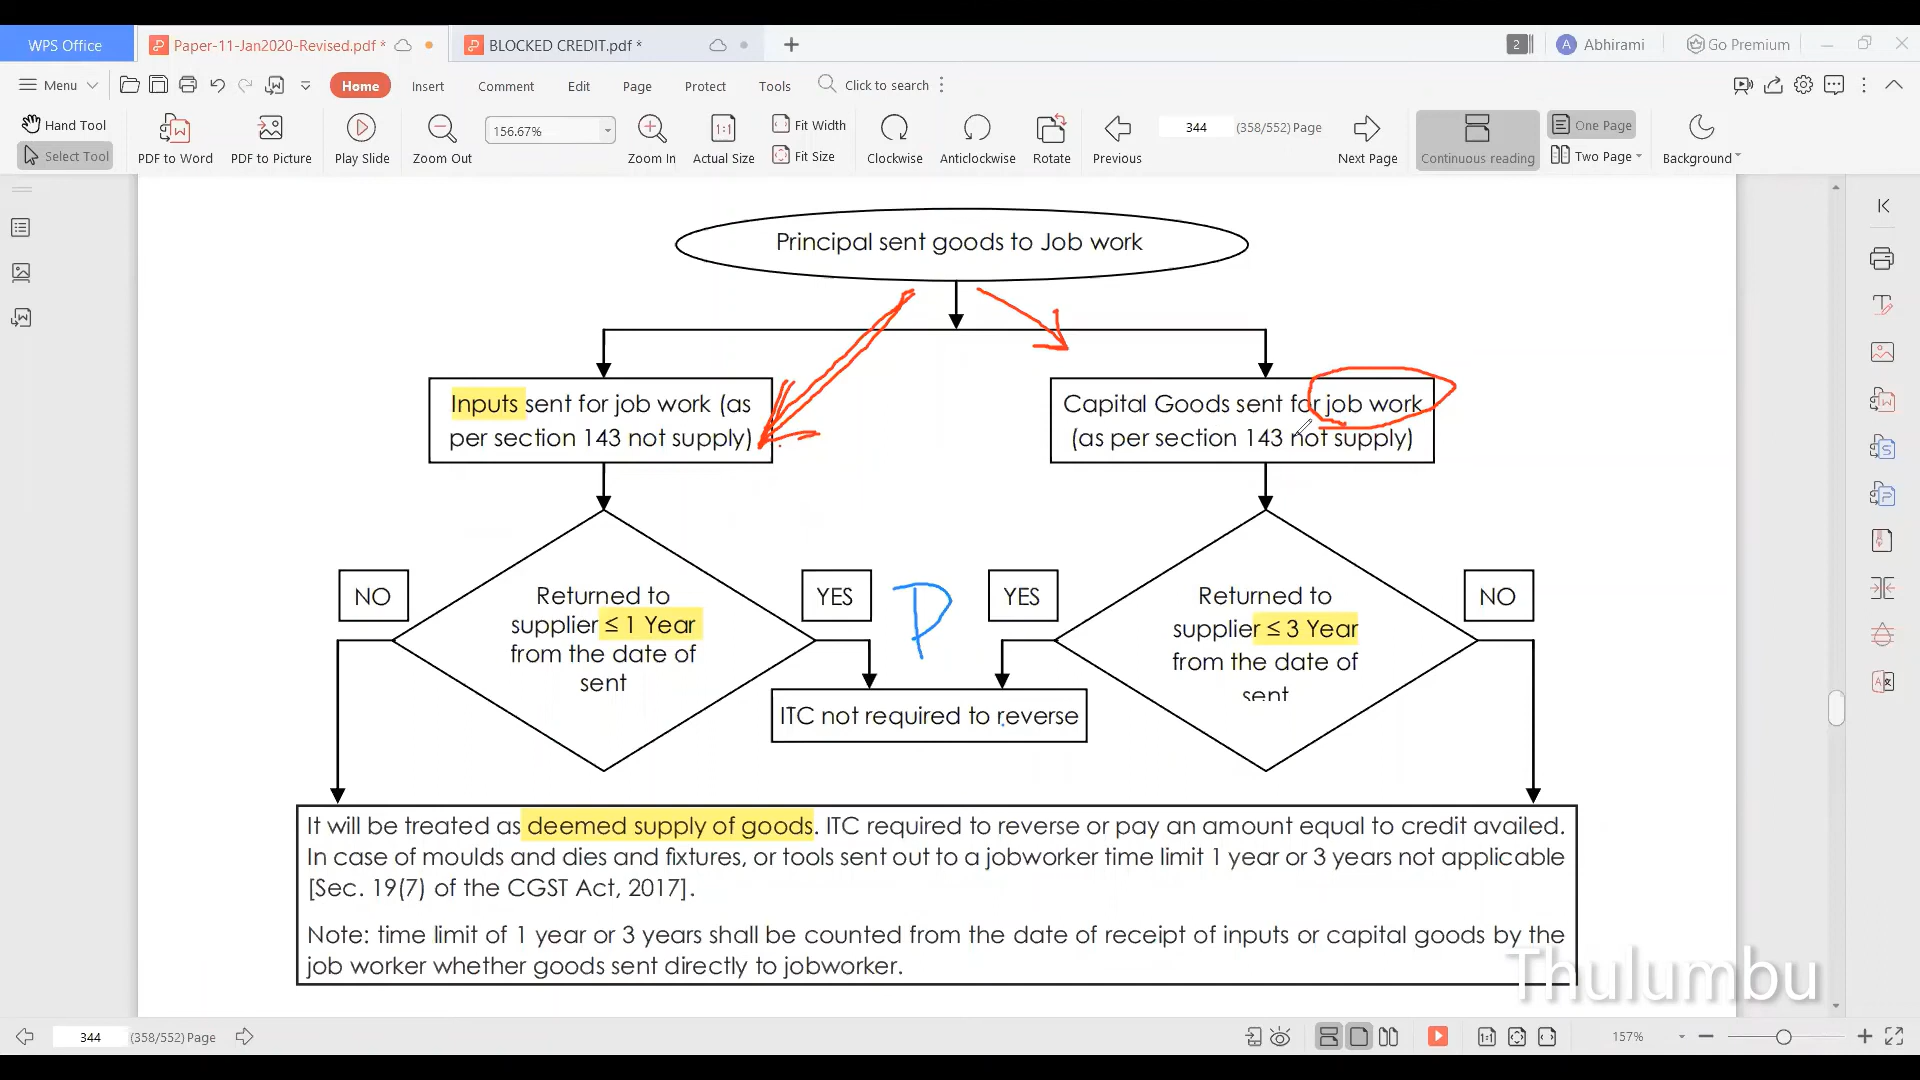 WPS Office
Paper-11-Jan2020-Revised.pdf *
BLOCKED CREDIT.pdf *
2
A Abhirami
Go Premium
Menu
Home
Insert
Comment
Edit
Page
Protect
Tools
Click to search
Hand Tool
Select Tool
PDF to Word
PDF to Picture
Play Slide
Zoom Out
156.67%
Zoom In
Actual Size
Fit Width
Fit Size
Clockwise
Anticlockwise
Rotate
Previous
344 (358/552) Page
Next Page
Continuous reading
One Page
Two Page
Background
Principal sent goods to Job work
Inputs sent for job work (as
per section 143 not supply)
Capital Goods sent for job work
(as per section 143 not supply)
NO
Returned to
supplier ≤ 1 Year
from the date of
sent
YES
P
YES
Returned to
supplier ≤ 3 Year
from the date of
sent
NO
ITC not required to reverse
It will be treated as deemed supply of goods. ITC required to reverse or pay an amount equal to credit availed.
In case of moulds and dies and fixtures, or tools sent out to a jobworker time limit 1 year or 3 years not applicable
[Sec. 19(7) of the CGST Act, 2017].
Note: time limit of 1 year or 3 years shall be counted from the date of receipt of inputs or capital goods by the
job worker whether goods sent directly to jobworker.
Thulumbu
344 (358/552) Page
157%